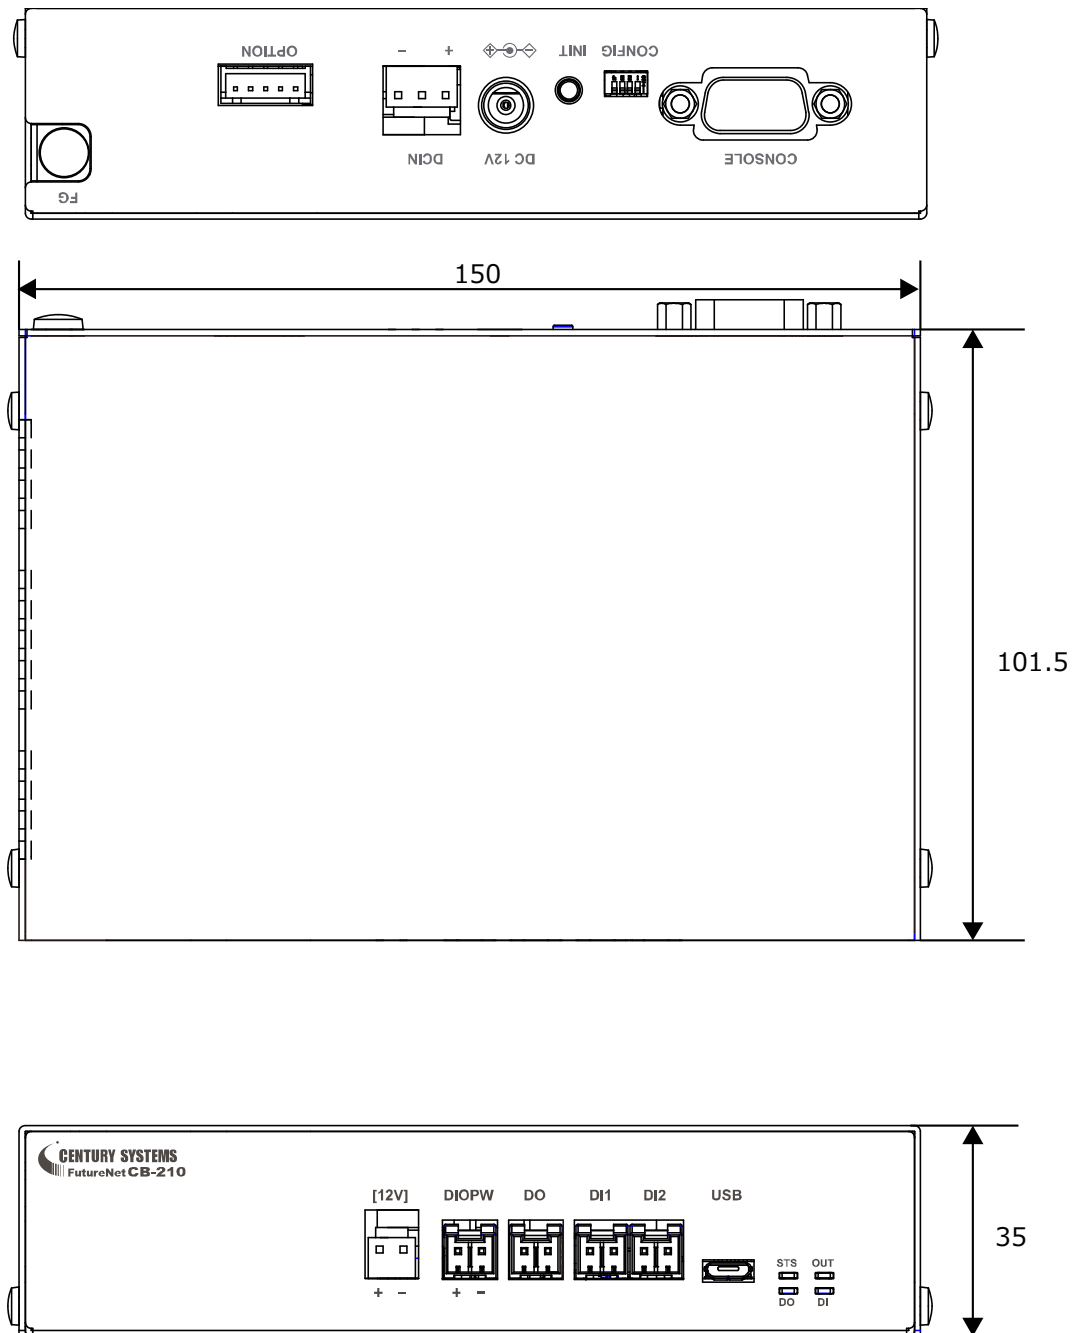 OPTION
− +
INIT
CONFIG
DCIN
DC 12V
CONSOLE
FG
150
101.5
CENTURY SYSTEMS
FutureNet CB-210
[12V] DIOPW DO DI1 DI2 USB
35
STS OUT
+ − + −
DO DI